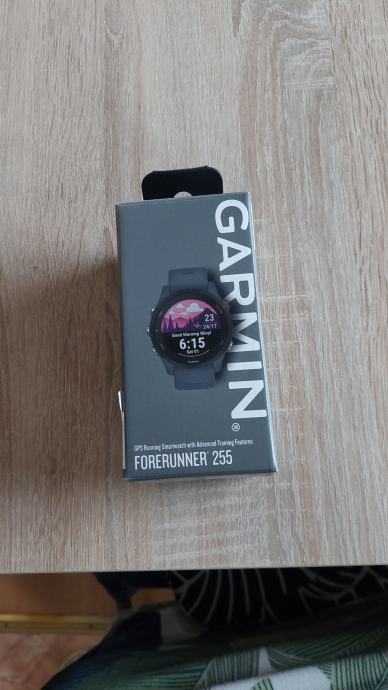 GARMIN®
23
24/17
Good Morning Riley!
6:15
Sat 01
GPS Running Smartwatch with Advanced Training Features
FORERUNNER® 255